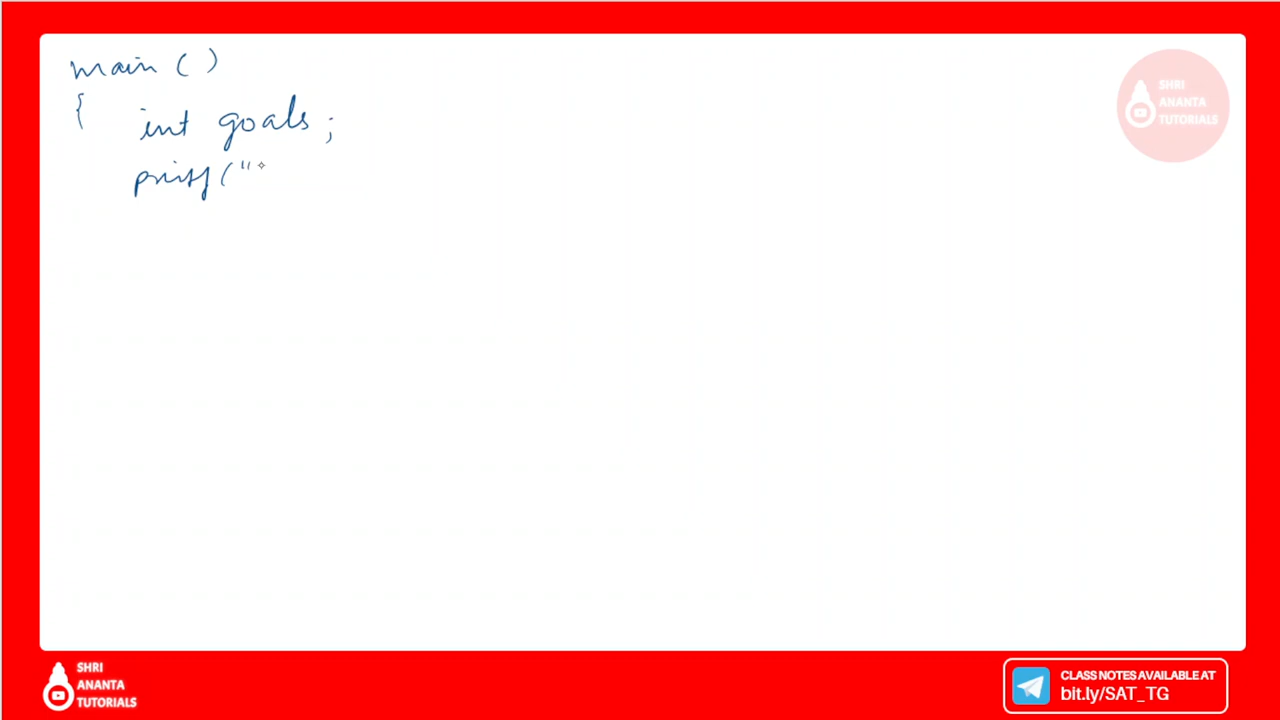 main ( )
{ int goals ;
printf ( "
SHRI
ANANTA
TUTORIALS
SHRI
ANANTA
TUTORIALS
CLASS NOTES AVAILABLE AT
bit.ly/SAT_TG